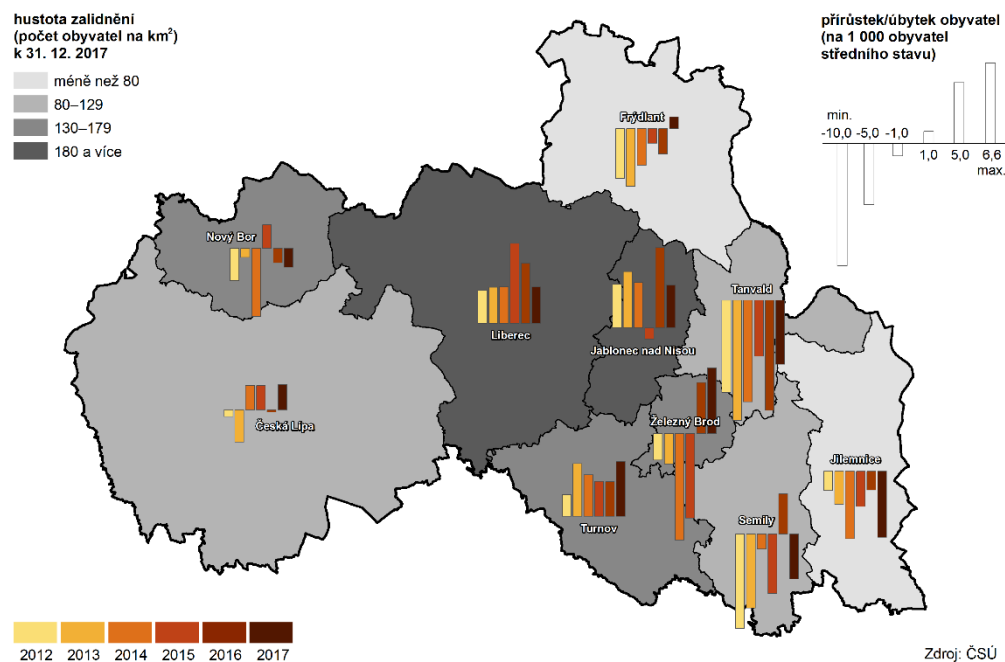 hustota zalidnění
(počet obyvatel na km²)
k 31. 12. 2017
méně než 80
80–129
130–179
180 a více
přírůstek/úbytek obyvatel
(na 1 000 obyvatel
středního stavu)
min.
-10,0 -5,0 -1,0
1,0 5,0 6,6
max.
Frýdlant
Nový Bor
Tanvald
Liberec
Jablonec nad Nisou
Česká Lípa
Železný Brod
Jilemnice
Turnov
Semily
2012 2013 2014 2015 2016 2017
Zdroj: ČSÚ